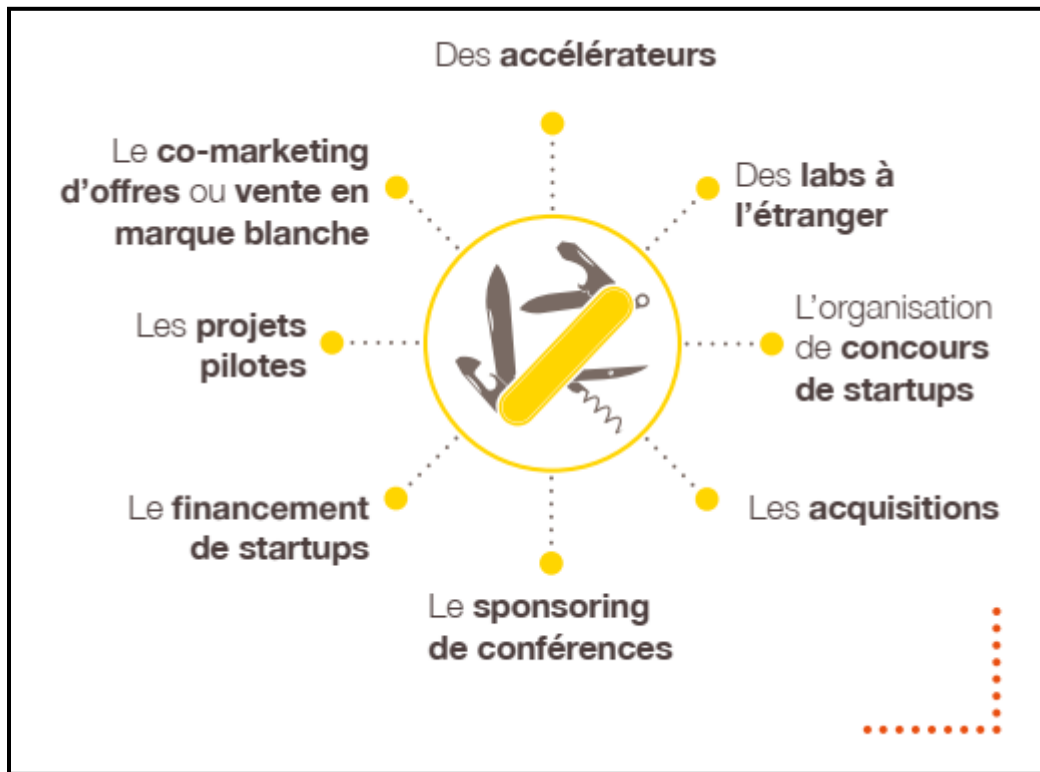 Des accélérateurs
Des labs à
l'étranger
L'organisation
de concours
de startups
Les acquisitions
Le sponsoring
de conférences
Le financement
de startups
Les projets
pilotes
Le co-marketing
d'offres ou vente en
marque blanche